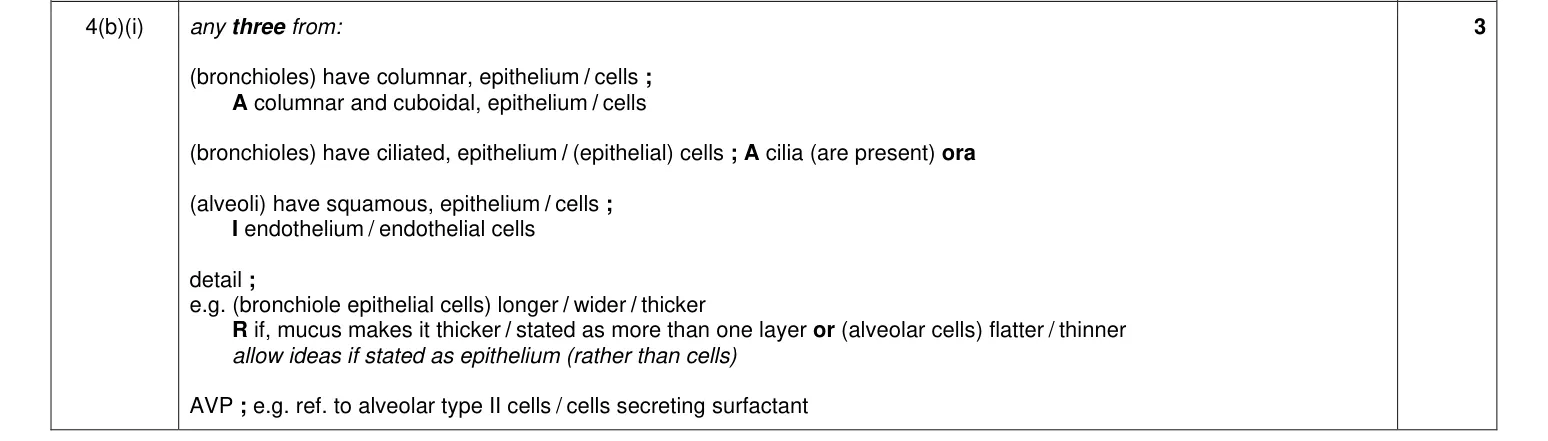 4(b)(i)
any three from:
3
(bronchioles) have columnar, epithelium / cells ;
A columnar and cuboidal, epithelium / cells
(bronchioles) have ciliated, epithelium / (epithelial) cells ; A cilia (are present) ora
(alveoli) have squamous, epithelium / cells ;
I endothelium / endothelial cells
detail ;
e.g. (bronchiole epithelial cells) longer / wider / thicker
R if, mucus makes it thicker / stated as more than one layer or (alveolar cells) flatter / thinner
allow ideas if stated as epithelium (rather than cells)
AVP ; e.g. ref. to alveolar type II cells / cells secreting surfactant